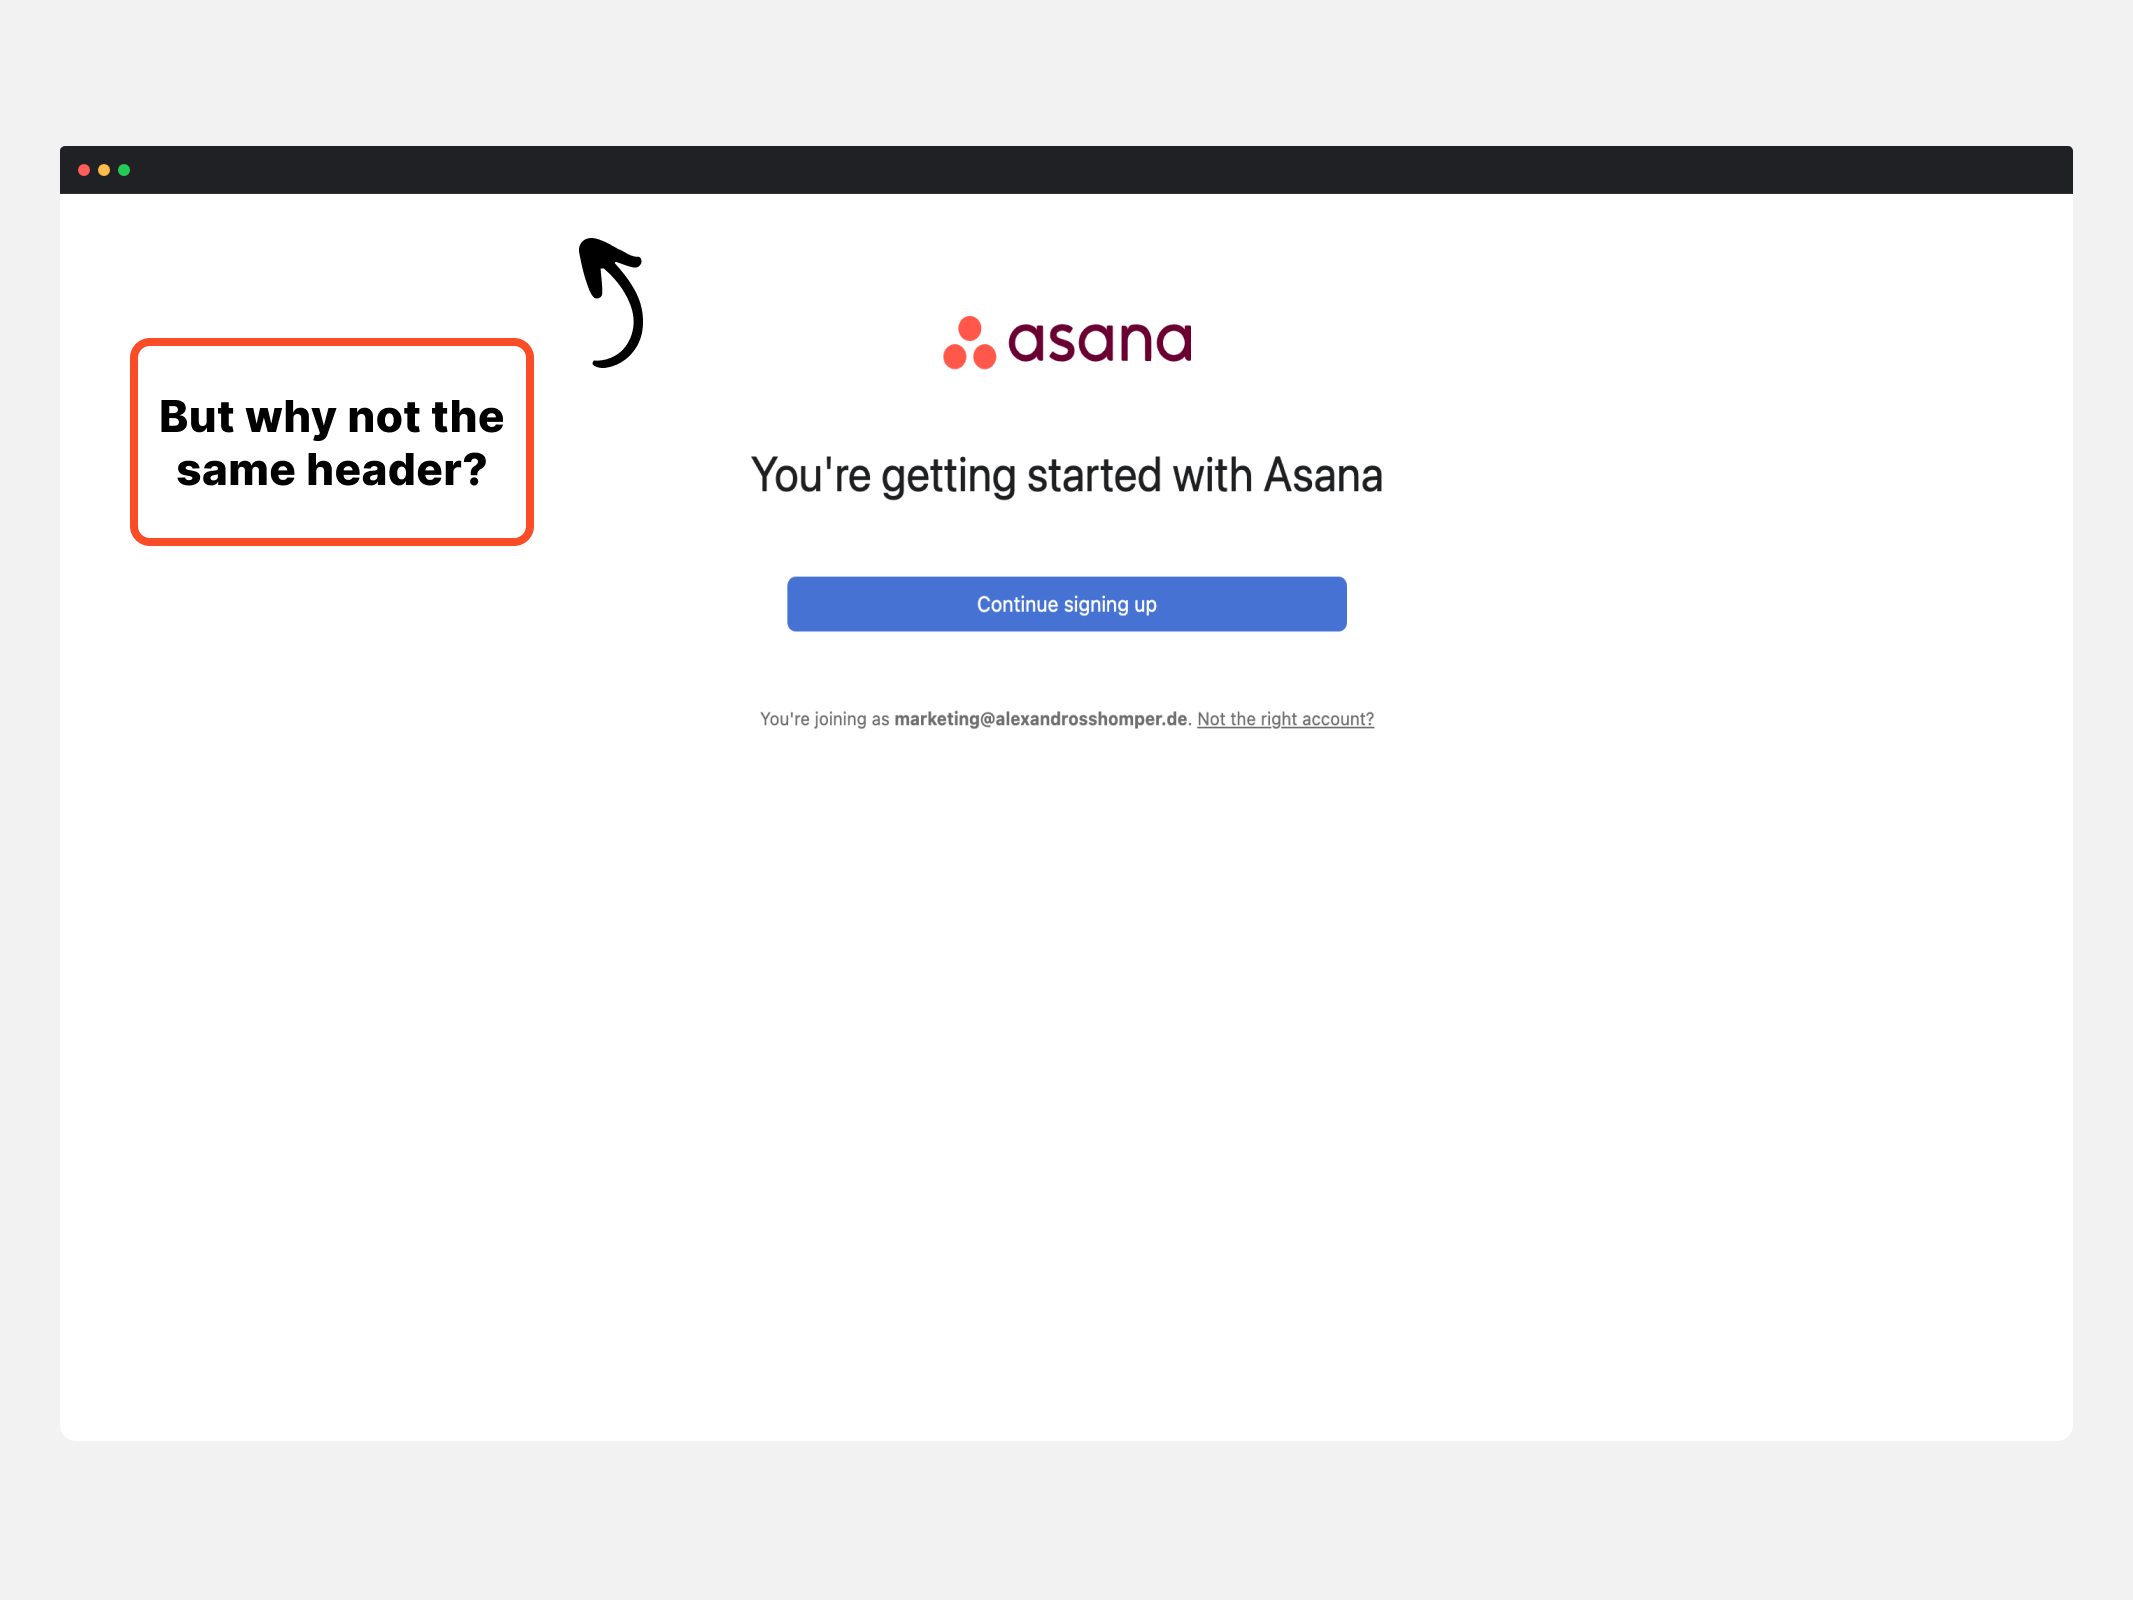 asana
But why not the
same header?
You're getting started with Asana
Continue signing up
You're joining as marketing@alexandrosshomper.de. Not the right account?